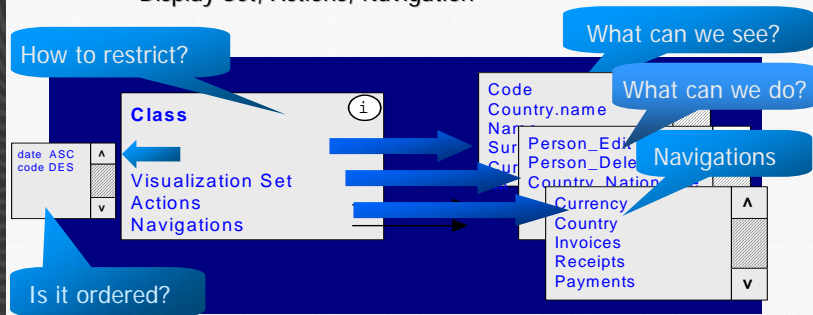 Display Set, Actions, Navigation
What can we see?
How to restrict?
What can we do?
Navigations
Is it ordered?
Class
i
Visualization Set
Actions
Navigations
date ASC
code DES
Code
Country.name
Person_Edit
Currency
Country
Invoices
Receipts
Payments